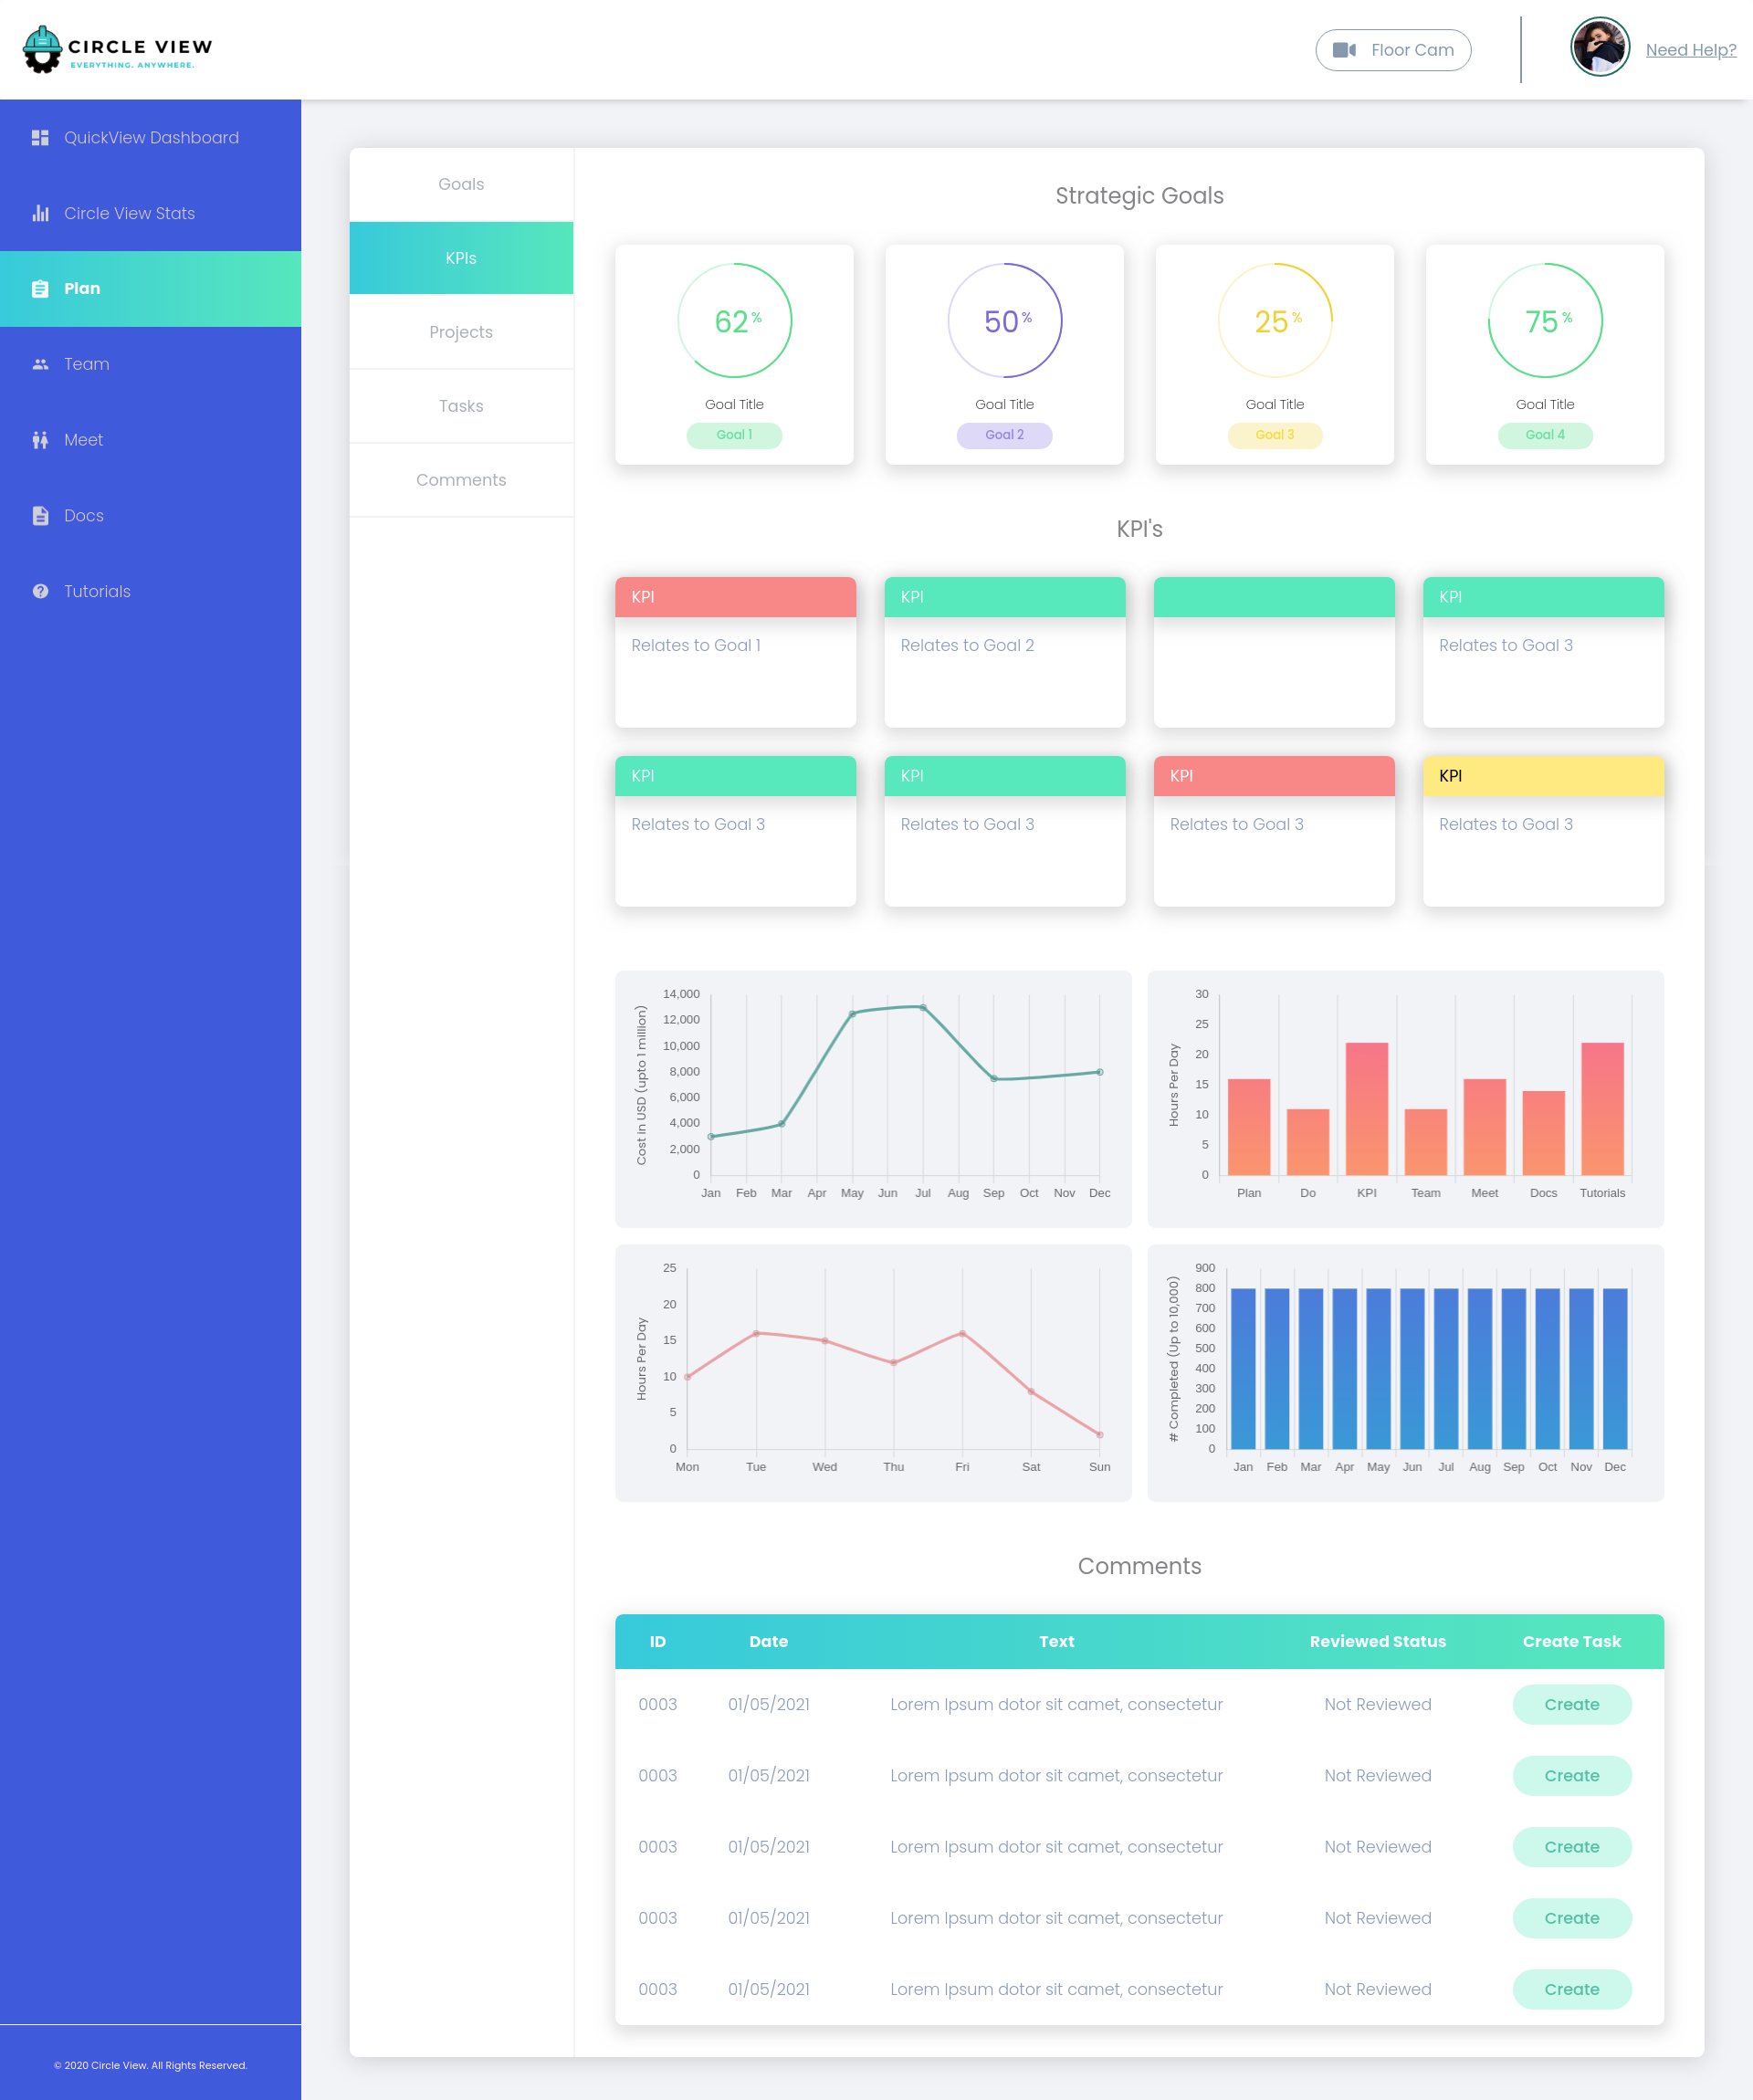 CIRCLE VIEW
EVERYTHING. ANYWHERE.
Floor Cam
Need Help?
QuickView Dashboard
Circle View Stats
Plan
Team
Meet
Docs
Tutorials
© 2020 Circle View. All Rights Reserved.
Goals
KPIs
Projects
Tasks
Comments
Strategic Goals
62 % 50 % 25 % 75 %
Goal Title Goal Title Goal Title Goal Title
Goal 1 Goal 2 Goal 3 Goal 4
KPI's
KPI KPI KPI
Relates to Goal 1 Relates to Goal 2 Relates to Goal 3
KPI KPI KPI KPI
Relates to Goal 3 Relates to Goal 3 Relates to Goal 3 Relates to Goal 3
Cost in USD (upto 1 million)
14,000
12,000
10,000
8,000
6,000
4,000
2,000
0
Jan Feb Mar Apr May Jun Jul Aug Sep Oct Nov Dec
Hours Per Day
30
25
20
15
10
5
0
Plan Do KPI Team Meet Docs Tutorials
Hours Per Day
25
20
15
10
5
0
Mon Tue Wed Thu Fri Sat Sun
# Completed (Up to 10,000)
900
800
700
600
500
400
300
200
100
0
Jan Feb Mar Apr May Jun Jul Aug Sep Oct Nov Dec
Comments
ID Date Text Reviewed Status Create Task
0003 01/05/2021 Lorem Ipsum dotor sit camet, consectetur Not Reviewed Create
0003 01/05/2021 Lorem Ipsum dotor sit camet, consectetur Not Reviewed Create
0003 01/05/2021 Lorem Ipsum dotor sit camet, consectetur Not Reviewed Create
0003 01/05/2021 Lorem Ipsum dotor sit camet, consectetur Not Reviewed Create
0003 01/05/2021 Lorem Ipsum dotor sit camet, consectetur Not Reviewed Create